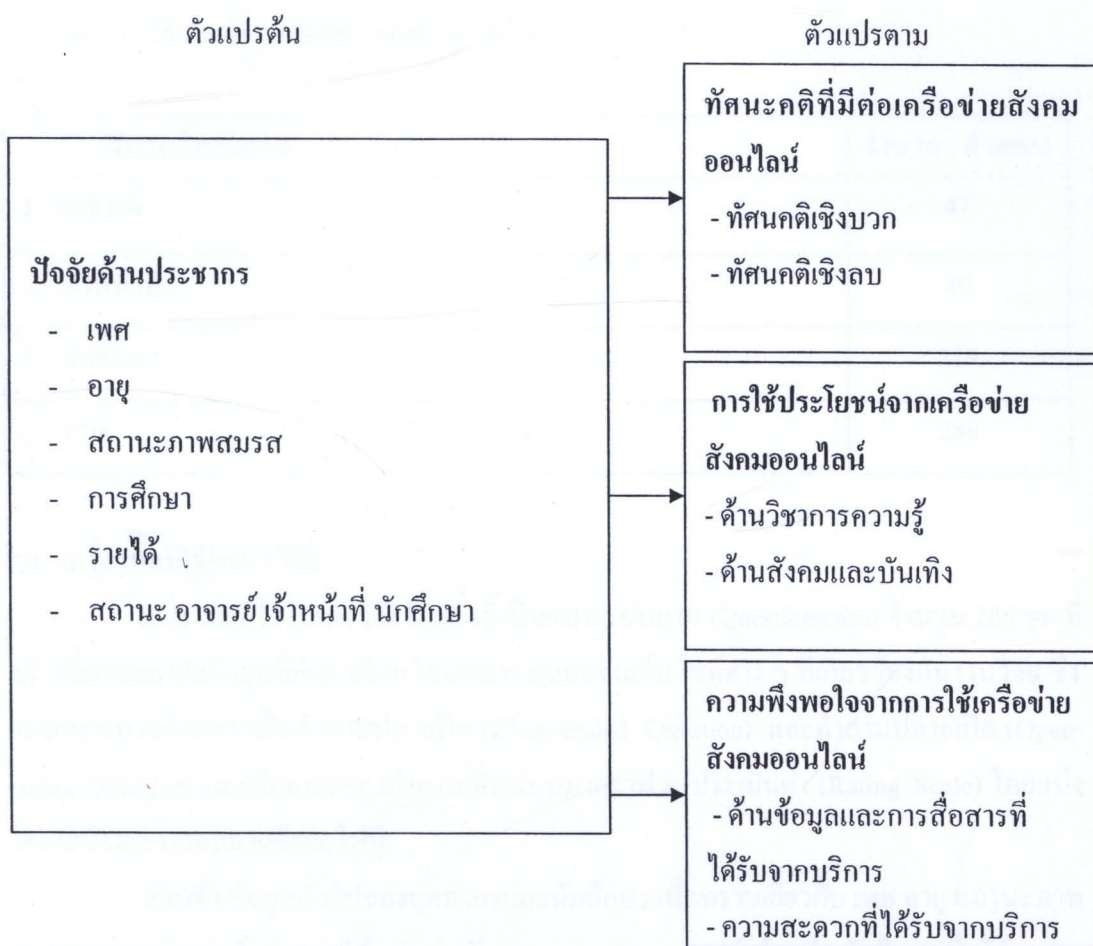 ตัวแปรต้น
ตัวแปรตาม
ปัจจัยด้านประชากร
- เพศ
- อายุ
- สถานะภาพสมรส
- การศึกษา
- รายได้
- สถานะ อาจารย์ เจ้าหน้าที่ นักศึกษา
ทัศนะคติที่มีต่อเครือข่ายสังคม
ออนไลน์
- ทัศนคติเชิงบวก
- ทัศนคติเชิงลบ
การใช้ประโยชน์จากเครือข่าย
สังคมออนไลน์
- ด้านวิชาการความรู้
- ด้านสังคมและบันเทิง
ความพึงพอใจจากการใช้เครือข่าย
สังคมออนไลน์
- ด้านข้อมูลและการสื่อสารที่
ได้รับจากบริการ
- ความสะดวกที่ได้รับจากบริการ